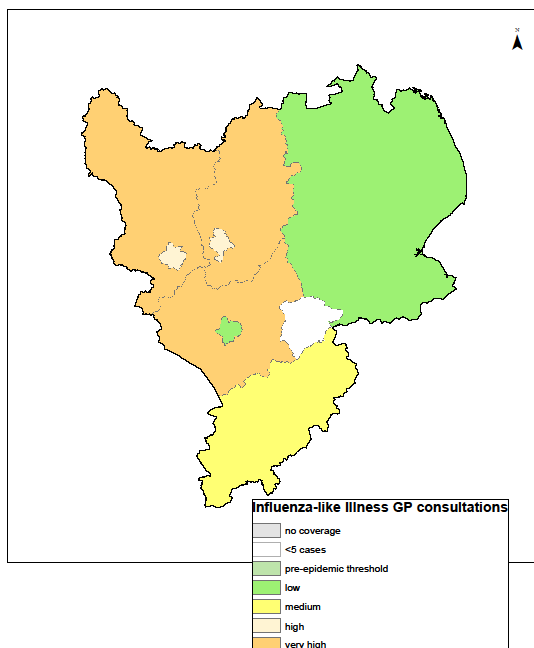 Influenza-like Illness GP consultations
no coverage
<5 cases
pre-epidemic threshold
low
medium
high
very high